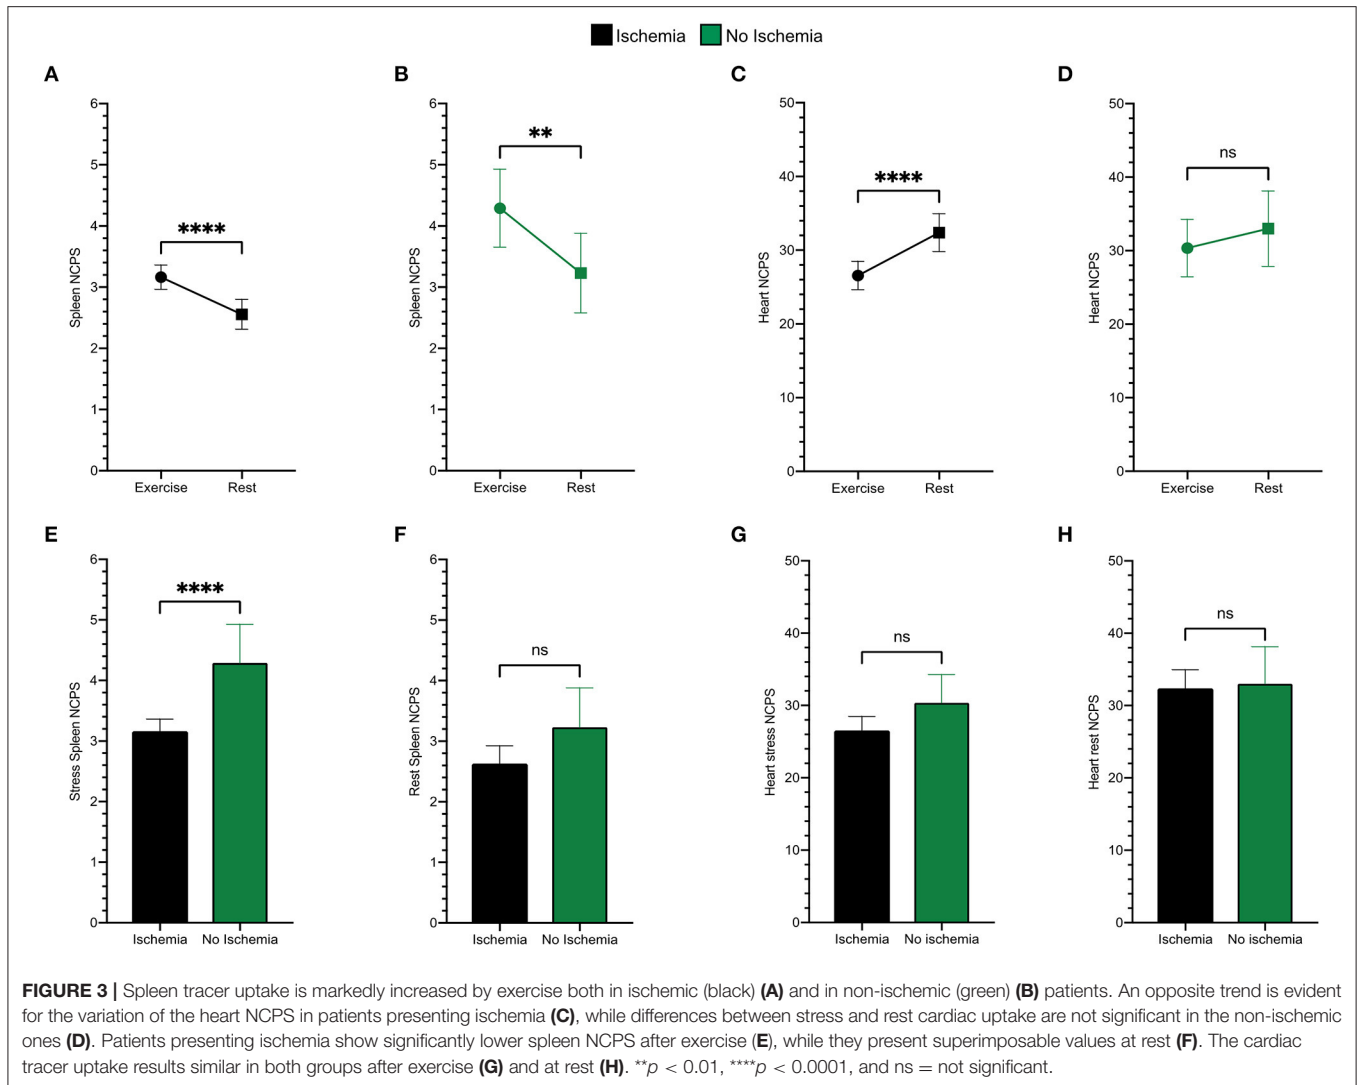 Ischemia No Ischemia
A
B
C
D
Spleen NCPS
6
5
4
3
2
1
0
****
Exercise Rest
Spleen NCPS
6
5
4
3
2
1
0
**
Exercise Rest
Heart NCPS
50
40
30
20
10
0
****
Exercise Rest
Heart NCPS
50
40
30
20
10
0
ns
Exercise Rest
E
F
G
H
Stress Spleen NCPS
6
5
4
3
2
1
0
****
Ischemia No Ischemia
Rest Spleen NCPS
6
5
4
3
2
1
0
ns
Ischemia No Ischemia
Heart stress NCPS
50
40
30
20
10
0
ns
Ischemia No ischemia
Heart rest NCPS
50
40
30
20
10
0
ns
Ischemia No ischemia
FIGURE 3 | Spleen tracer uptake is markedly increased by exercise both in ischemic (black) (A) and in non-ischemic (green) (B) patients. An opposite trend is evident
for the variation of the heart NCPS in patients presenting ischemia (C), while differences between stress and rest cardiac uptake are not significant in the non-ischemic
ones (D). Patients presenting ischemia show significantly lower spleen NCPS after exercise (E), while they present superimposable values at rest (F). The cardiac
tracer uptake results similar in both groups after exercise (G) and at rest (H). **p < 0.01, ****p < 0.0001, and ns = not significant.